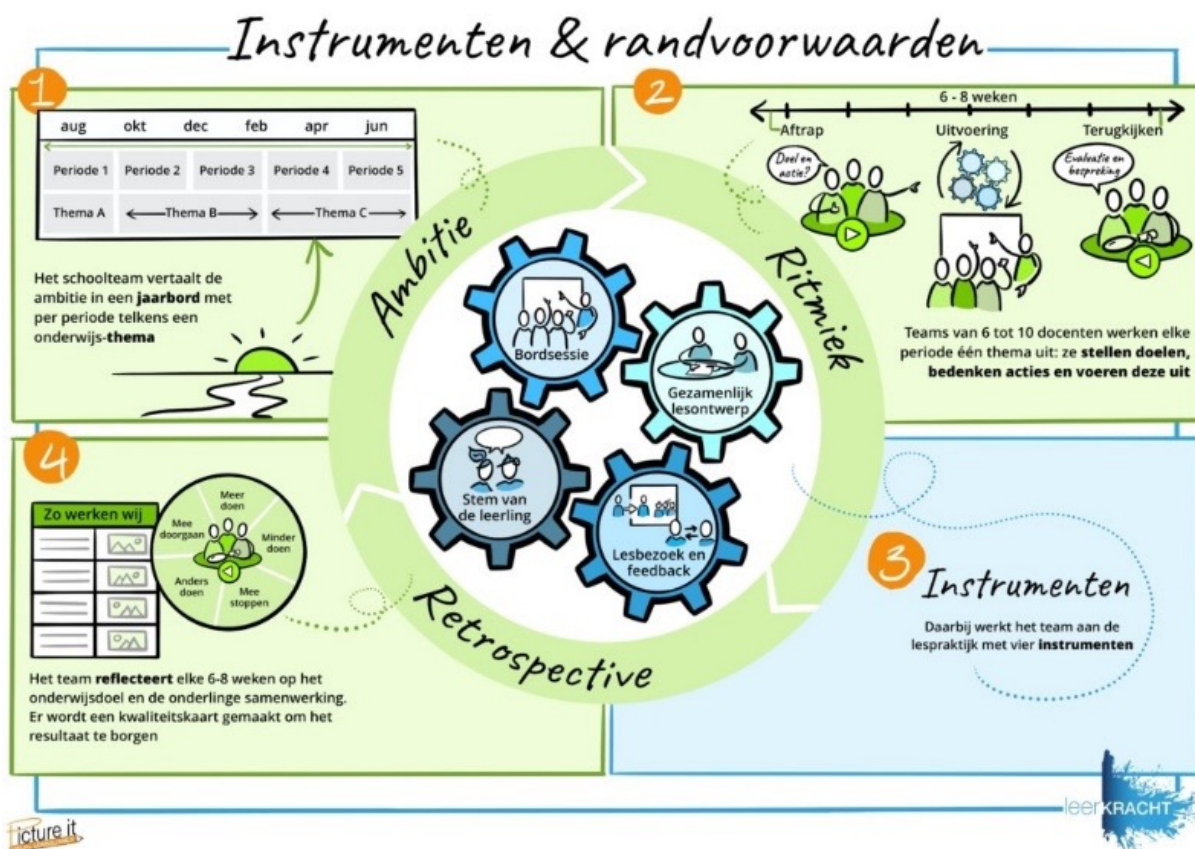 Instrumenten & randvoorwaarden
1
aug okt dec feb apr jun
Periode 1 Periode 2 Periode 3 Periode 4 Periode 5
Thema A Thema B Thema C
Het schoolteam vertaalt de
ambitie in een jaarbord met
per periode telkens een
onderwijs-thema
2
6 - 8 weken
Aftrap Uitvoering Terugkijken
Doel en
actie?
Evaluatie en
bespreking
Teams van 6 tot 10 docenten werken elke
periode één thema uit: ze stellen doelen,
bedenken acties en voeren deze uit
Ambitie
Ritmiek
Retrospective
Bordsessie
Gezamenlijk
lesontwerp
Stem van
de leerling
Lesbezoek en
feedback
3
Instrumenten
Daarbij werkt het team aan de
lespraktijk met vier instrumenten
4
Zo werken wij
Meer
doen
Minder
doen
Mee
stoppen
Anders
doen
Mee
doorgaan
Het team reflecteert elke 6-8 weken op het
onderwijsdoel en de onderlinge samenwerking.
Er wordt een kwaliteitskaart gemaakt om het
resultaat te borgen
Picture it
leerKRACHT